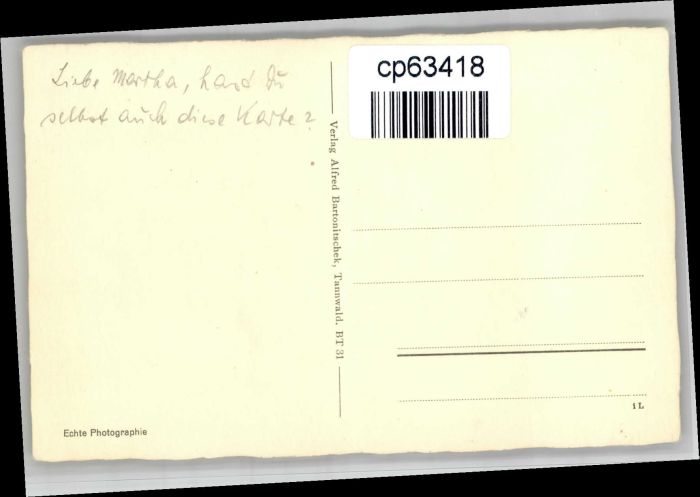 Liebe Martha, hast Du
selbst auch diese Karte?
cp63418
Verlag Alfred Bartonitschek, Tannwald. BT 31
1 L
Echte Photographie